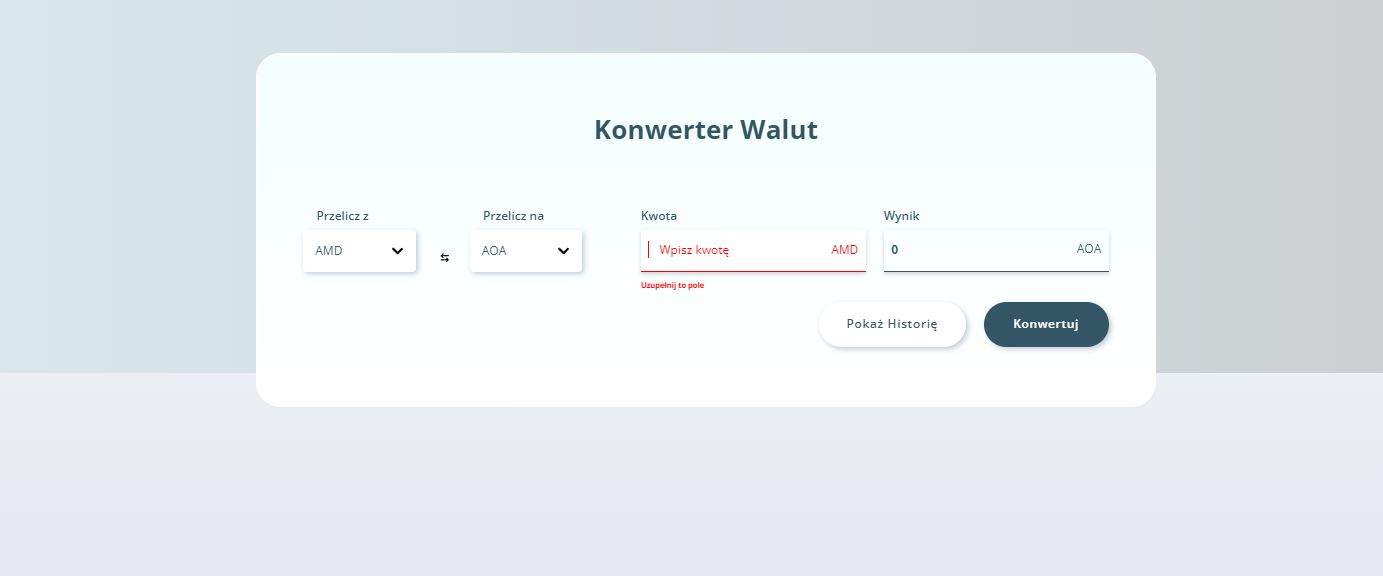 Konwerter Walut
Przelicz z
Przelicz na
Kwota
Wynik
AMD
⇆
AOA
Wpisz kwotę
AMD
0
AOA
Uzupełnij to pole
Pokaż Historię
Konwertuj